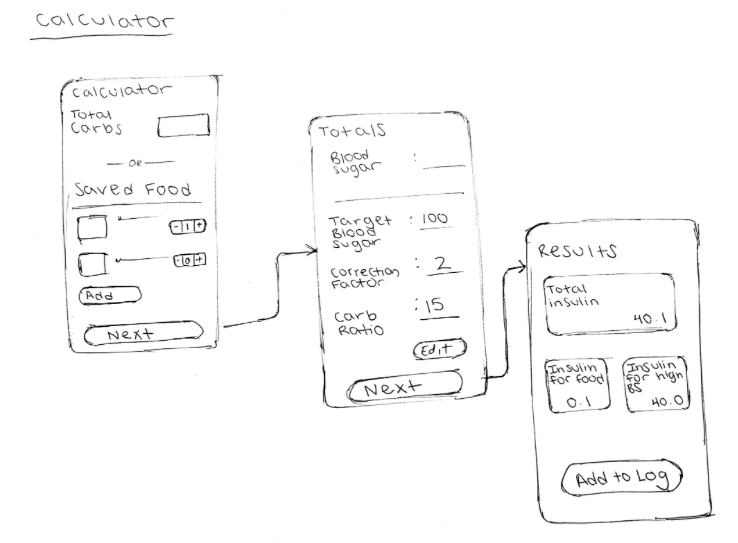 Calculator
Calculator
Total
Carbs
OR
Saved Food
- 1 +
- 0 +
Add
Next
Totals
Blood
sugar :
Target : 100
Blood
sugar
Correction : 2
Factor
Carb : 15
Ratio
Edit
Next
Results
Total
insulin
40.1
Insulin
for food
0.1
Insulin
for high
BS
40.0
Add to Log